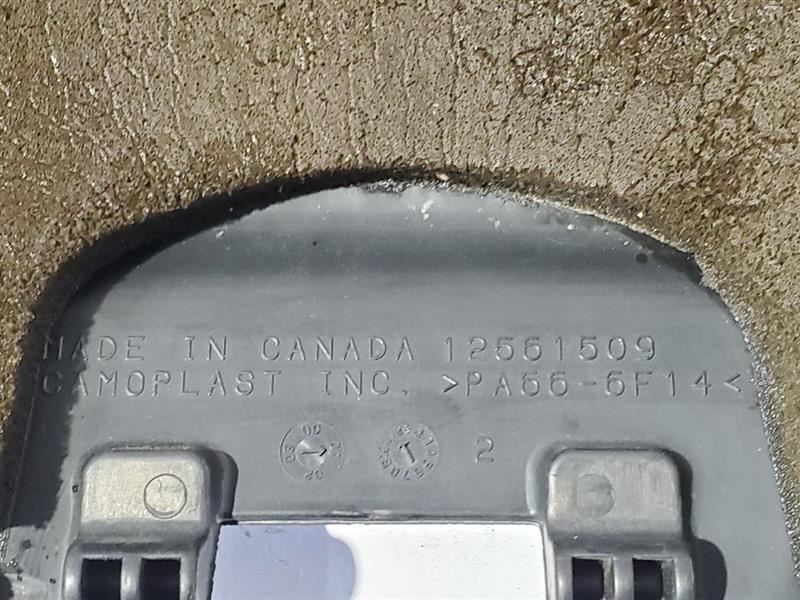 MADE IN CANADA 12561509
CAMOPLAST INC. >PA66-6F14<
2